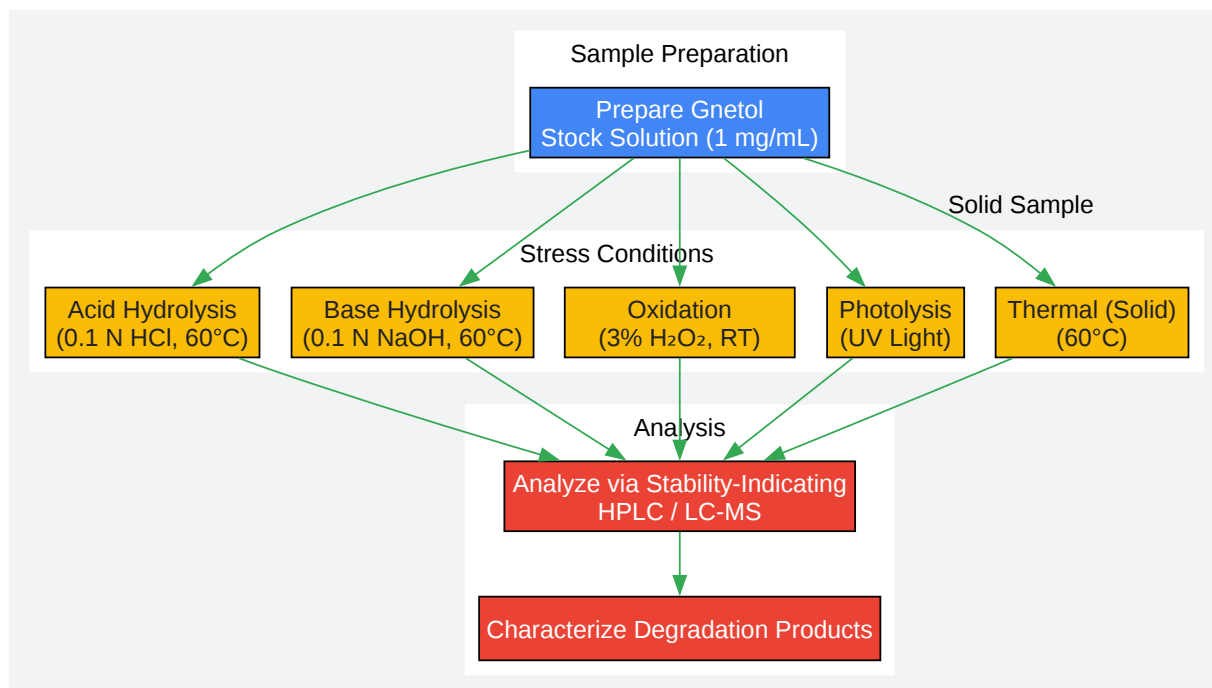 Sample Preparation
Prepare Gnetol
Stock Solution (1 mg/mL)
Solid Sample
Stress Conditions
Acid Hydrolysis
(0.1 N HCl, 60°C)
Base Hydrolysis
(0.1 N NaOH, 60°C)
Oxidation
(3% H₂O₂, RT)
Photolysis
(UV Light)
Thermal (Solid)
(60°C)
Analysis
Analyze via Stability-Indicating
HPLC / LC-MS
Characterize Degradation Products